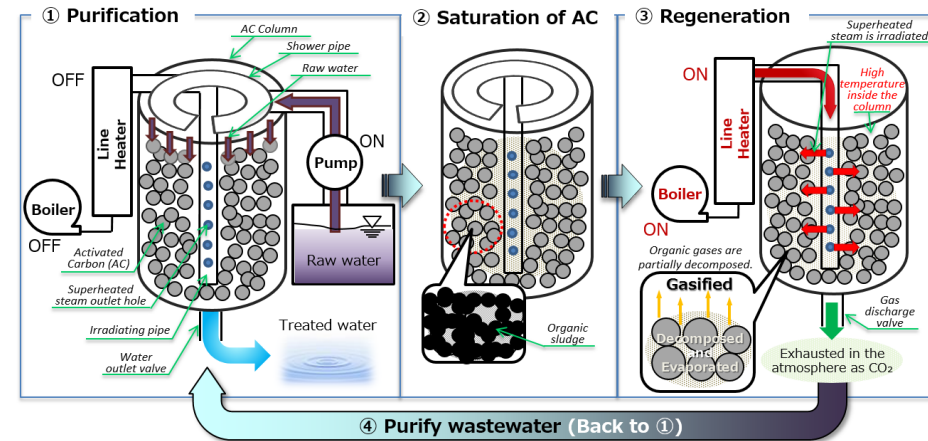 ① Purification
AC Column
Shower pipe
Raw water
OFF
Line
Heater
Boiler
OFF
ON
Pump
Raw water
Activated
Carbon (AC)
Superheated
steam outlet hole
Irradiating pipe
Water
outlet valve
Treated water
② Saturation of AC
Organic
sludge
③ Regeneration
Superheated
steam is irradiated
ON
High
temperature
inside the
column
Line
Heater
Boiler
ON
Organic gases are
partially decomposed.
Gasified
Decomposed
and
Evaporated
Gas
discharge
valve
Exhausted in the
atmosphere as CO₂
④ Purify wastewater (Back to ①)